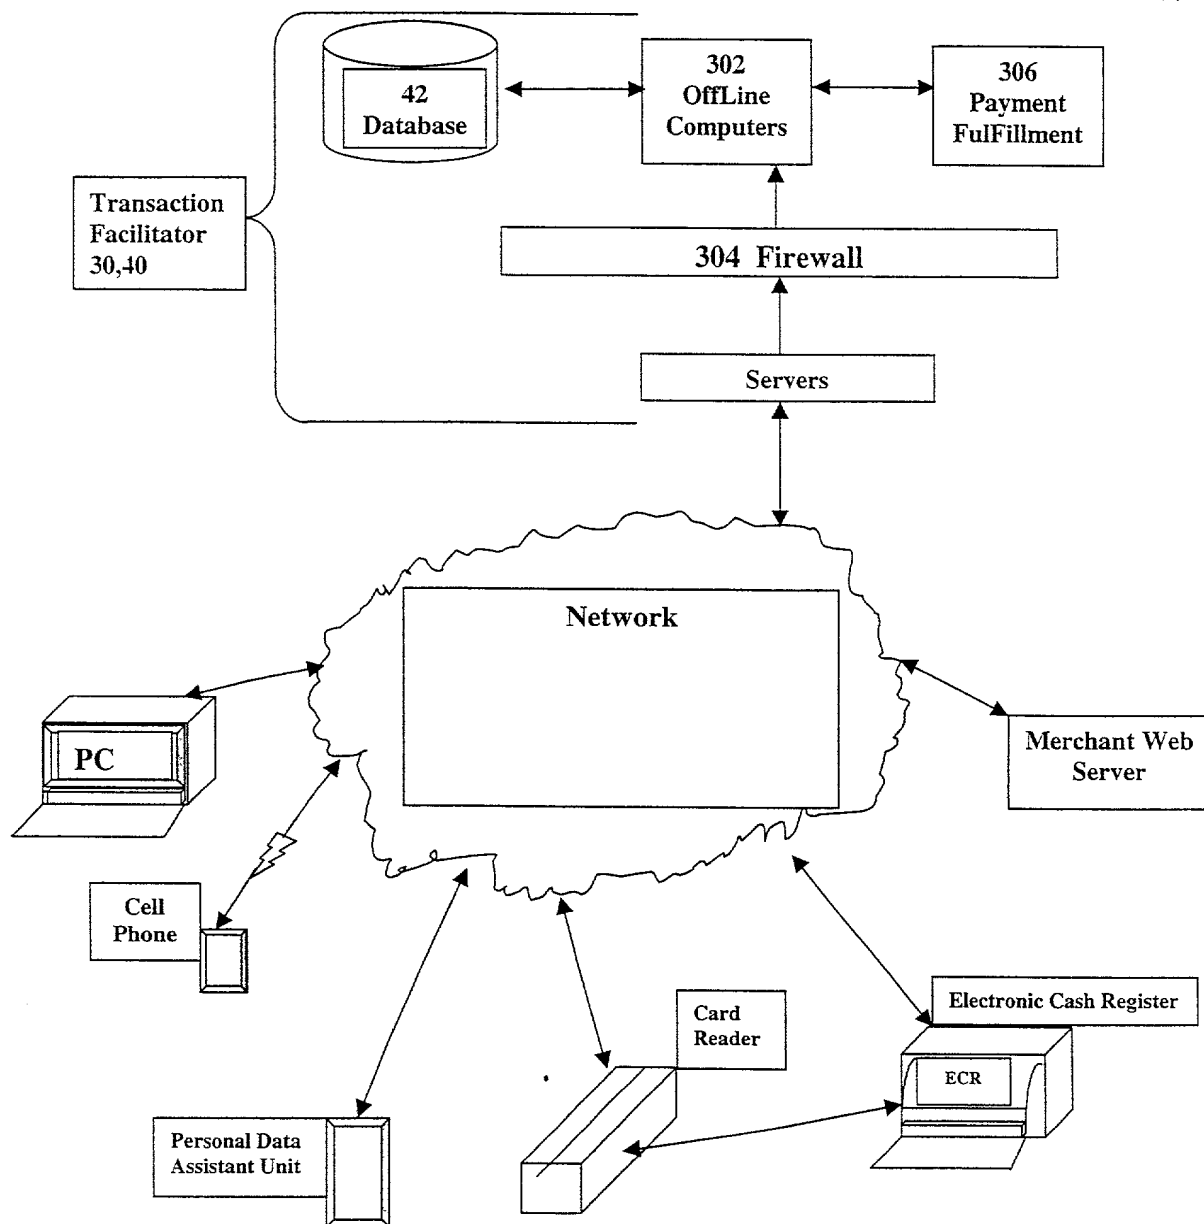 42
Database
302
OffLine
Computers
306
Payment
FulFillment
Transaction
Facilitator
30,40
304 Firewall
Servers
Network
PC
Merchant Web
Server
Cell
Phone
Card
Reader
Electronic Cash Register
ECR
Personal Data
Assistant Unit